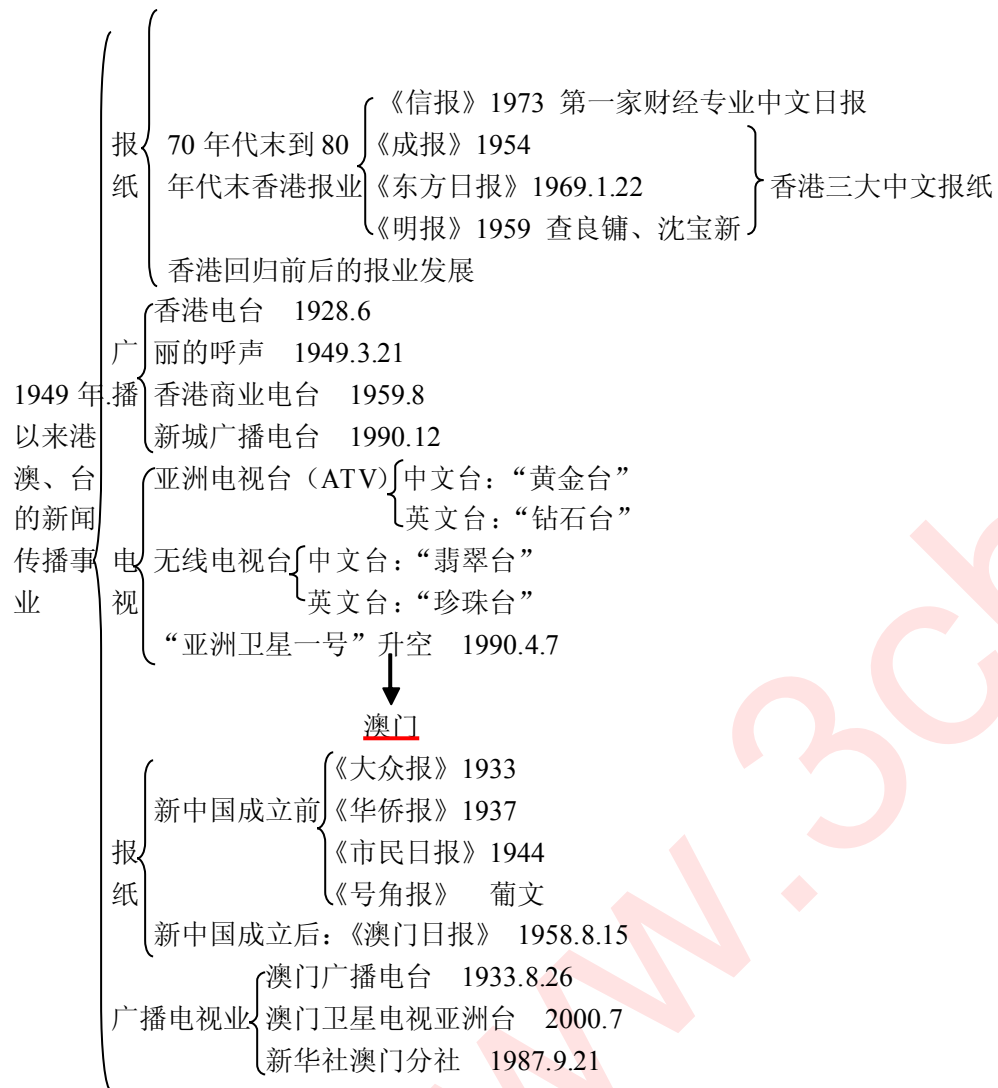 《信报》1973 第一家财经专业中文日报
报 70 年代末到 80 《成报》1954
纸 年代末香港报业 《东方日报》1969.1.22 香港三大中文报纸
《明报》1959 查良镛、沈宝新
香港回归前后的报业发展
香港电台 1928.6
广 丽的呼声 1949.3.21
1949 年.播 香港商业电台 1959.8
以来港 新城广播电台 1990.12
澳、台 亚洲电视台（ATV） 中文台：“黄金台”
的新闻 英文台：“钻石台”
传播事 电 无线电视台 中文台：“翡翠台”
业 视 英文台：“珍珠台”
“亚洲卫星一号”升空 1990.4.7
澳门
《大众报》1933
新中国成立前 《华侨报》1937
报 《市民日报》1944
纸 《号角报》 葡文
新中国成立后：《澳门日报》 1958.8.15
澳门广播电台 1933.8.26
广播电视业 澳门卫星电视亚洲台 2000.7
新华社澳门分社 1987.9.21